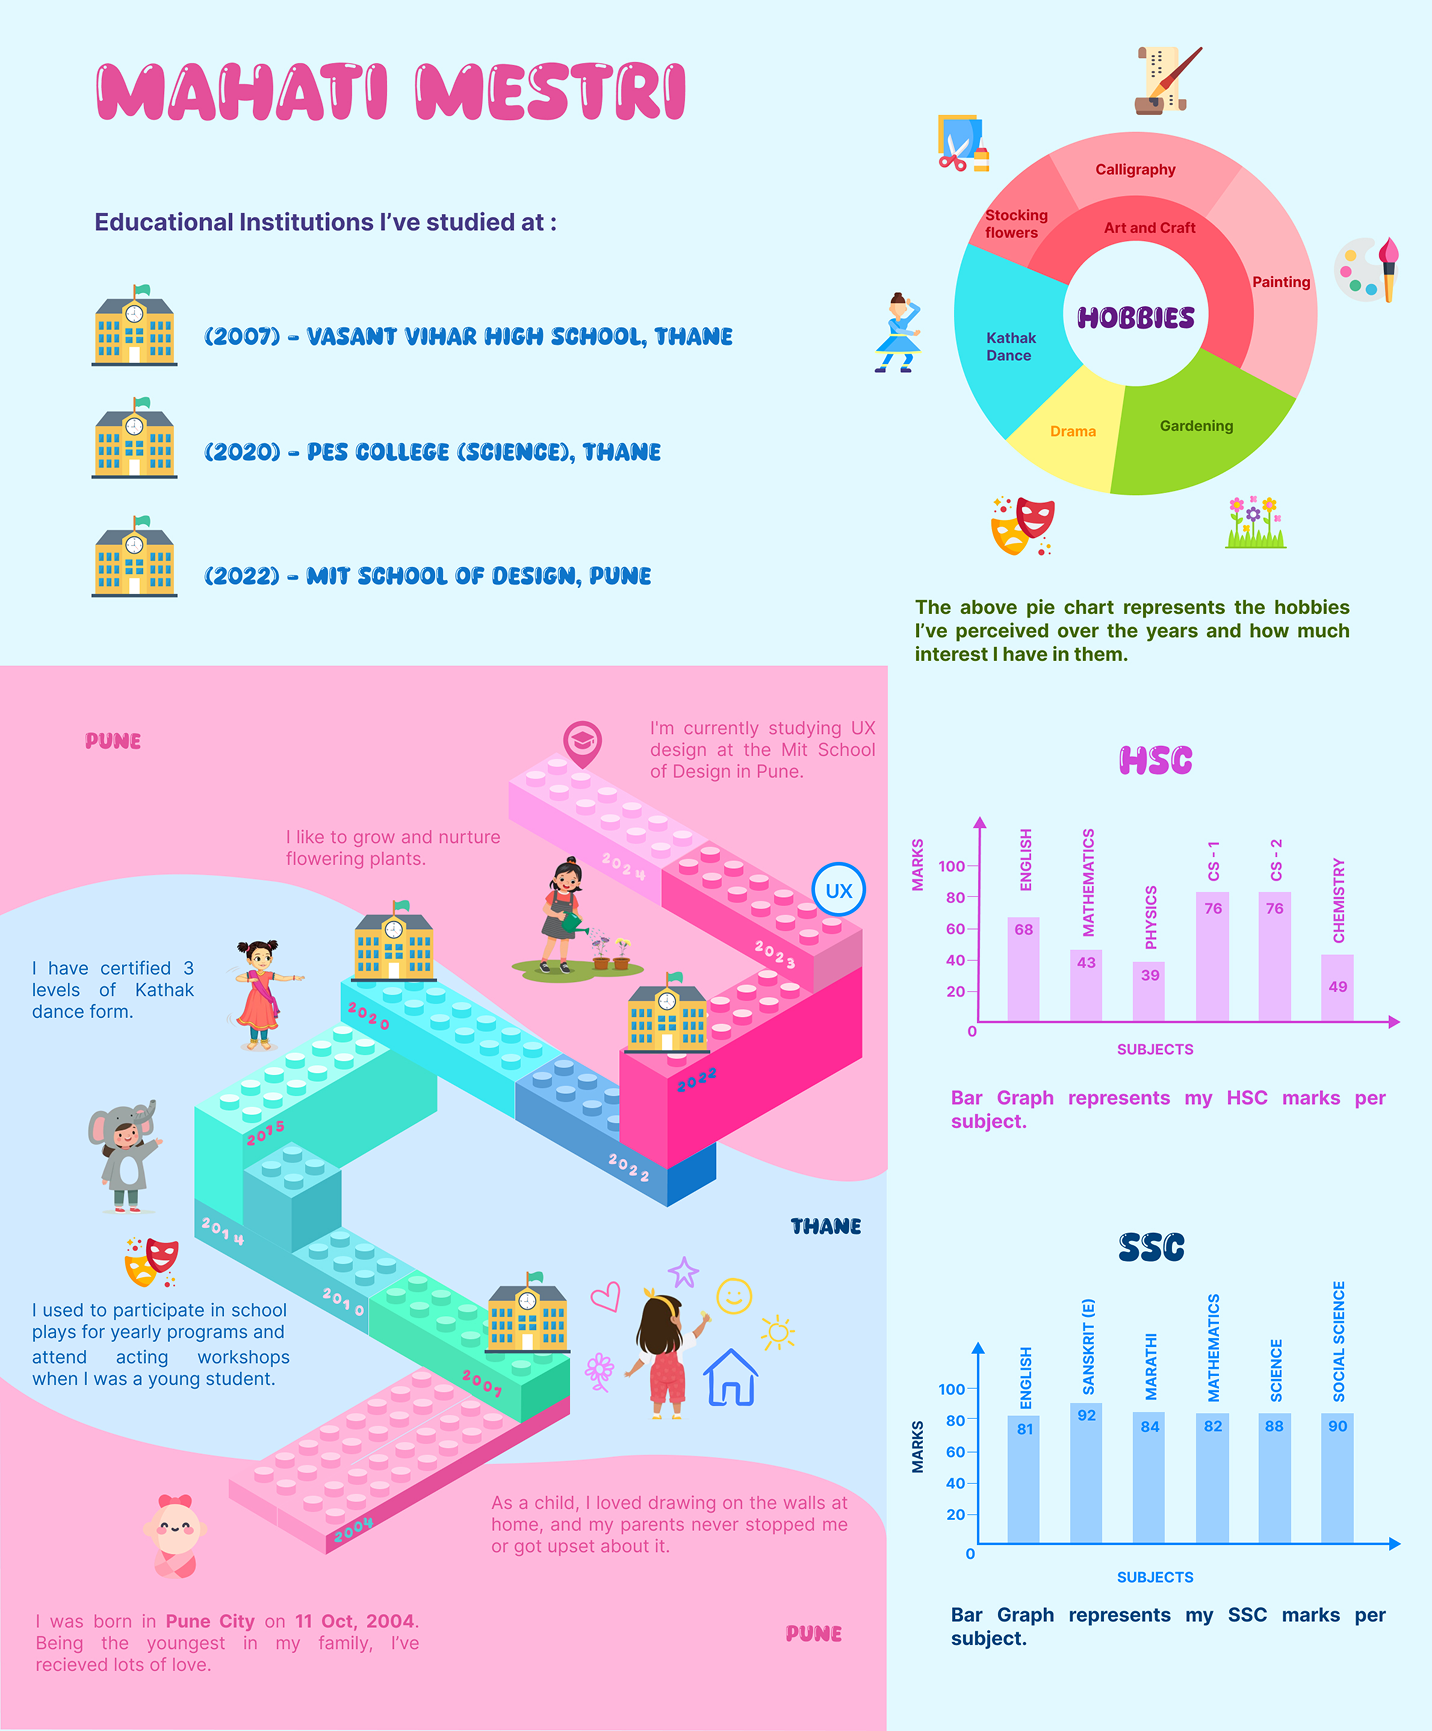 MAHATI MESTRI
Educational Institutions I’ve studied at :
(2007) - VASANT VIHAR HIGH SCHOOL, THANE
(2020) - PES COLLEGE (SCIENCE), THANE
(2022) - MIT SCHOOL OF DESIGN, PUNE
Calligraphy
Stocking
flowers
Art and Craft
Painting
HOBBIES
Kathak
Dance
Drama
Gardening
The above pie chart represents the hobbies
I’ve perceived over the years and how much
interest I have in them.
PUNE
I'm currently studying UX
design at the Mit School
of Design in Pune.
I like to grow and nurture
flowering plants.
2024
UX
2023
I have certified 3
levels of Kathak
dance form.
2020
2022
2015
2022
2014
THANE
2010
I used to participate in school
plays for yearly programs and
attend acting workshops
when I was a young student.
2007
2004
As a child, I loved drawing on the walls at
home, and my parents never stopped me
or got upset about it.
I was born in Pune City on 11 Oct, 2004.
Being the youngest in my family, I’ve
recieved lots of love.
PUNE
HSC
MARKS
100
80
60
40
20
0
ENGLISH
MATHEMATICS
PHYSICS
CS - 1
CS - 2
CHEMISTRY
68
43
39
76
76
49
SUBJECTS
Bar Graph represents my HSC marks per
subject.
SSC
MARKS
100
80
60
40
20
0
ENGLISH
SANSKRIT (E)
MARATHI
MATHEMATICS
SCIENCE
SOCIAL SCIENCE
81
92
84
82
88
90
SUBJECTS
Bar Graph represents my SSC marks per
subject.